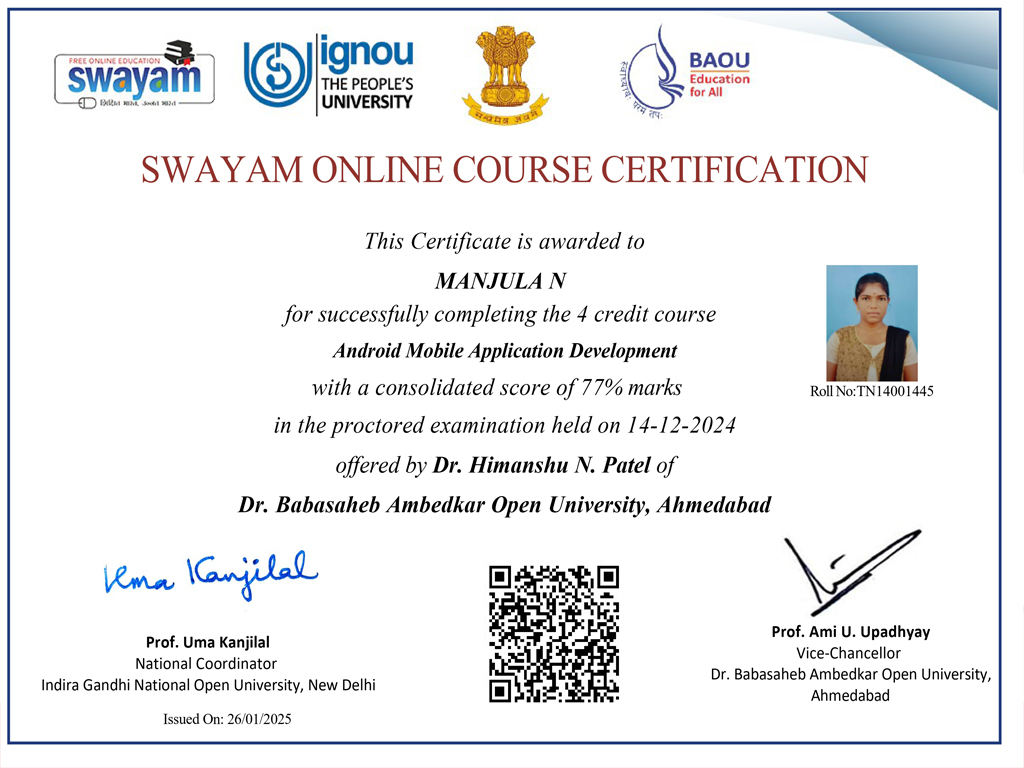 FREE ONLINE EDUCATION
swayam
ignou
THE PEOPLE'S
UNIVERSITY
सत्यमेव जयते
स्वाध्यायः परमं तपः
BAOU
Education
for All
SWAYAM ONLINE COURSE CERTIFICATION
This Certificate is awarded to
MANJULA N
for successfully completing the 4 credit course
Android Mobile Application Development
with a consolidated score of 77% marks
in the proctored examination held on 14-12-2024
offered by Dr. Himanshu N. Patel of
Dr. Babasaheb Ambedkar Open University, Ahmedabad
Roll No:TN14001445
Uma Kanjilal
Prof. Uma Kanjilal
National Coordinator
Indira Gandhi National Open University, New Delhi
Issued On: 26/01/2025
Prof. Ami U. Upadhyay
Vice-Chancellor
Dr. Babasaheb Ambedkar Open University,
Ahmedabad